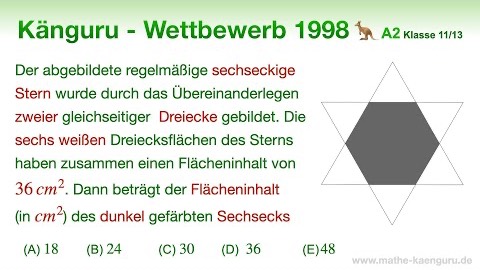 Känguru - Wettbewerb 1998 A2 Klasse 11/13
Der abgebildete regelmäßige sechseckige
Stern wurde durch das Übereinanderlegen
zweier gleichseitiger Dreiecke gebildet. Die
sechs weißen Dreiecksflächen des Sterns
haben zusammen einen Flächeninhalt von
36 cm². Dann beträgt der Flächeninhalt
(in cm²) des dunkel gefärbten Sechsecks
(A) 18 (B) 24 (C) 30 (D) 36 (E) 48
www.mathe-kaenguru.de